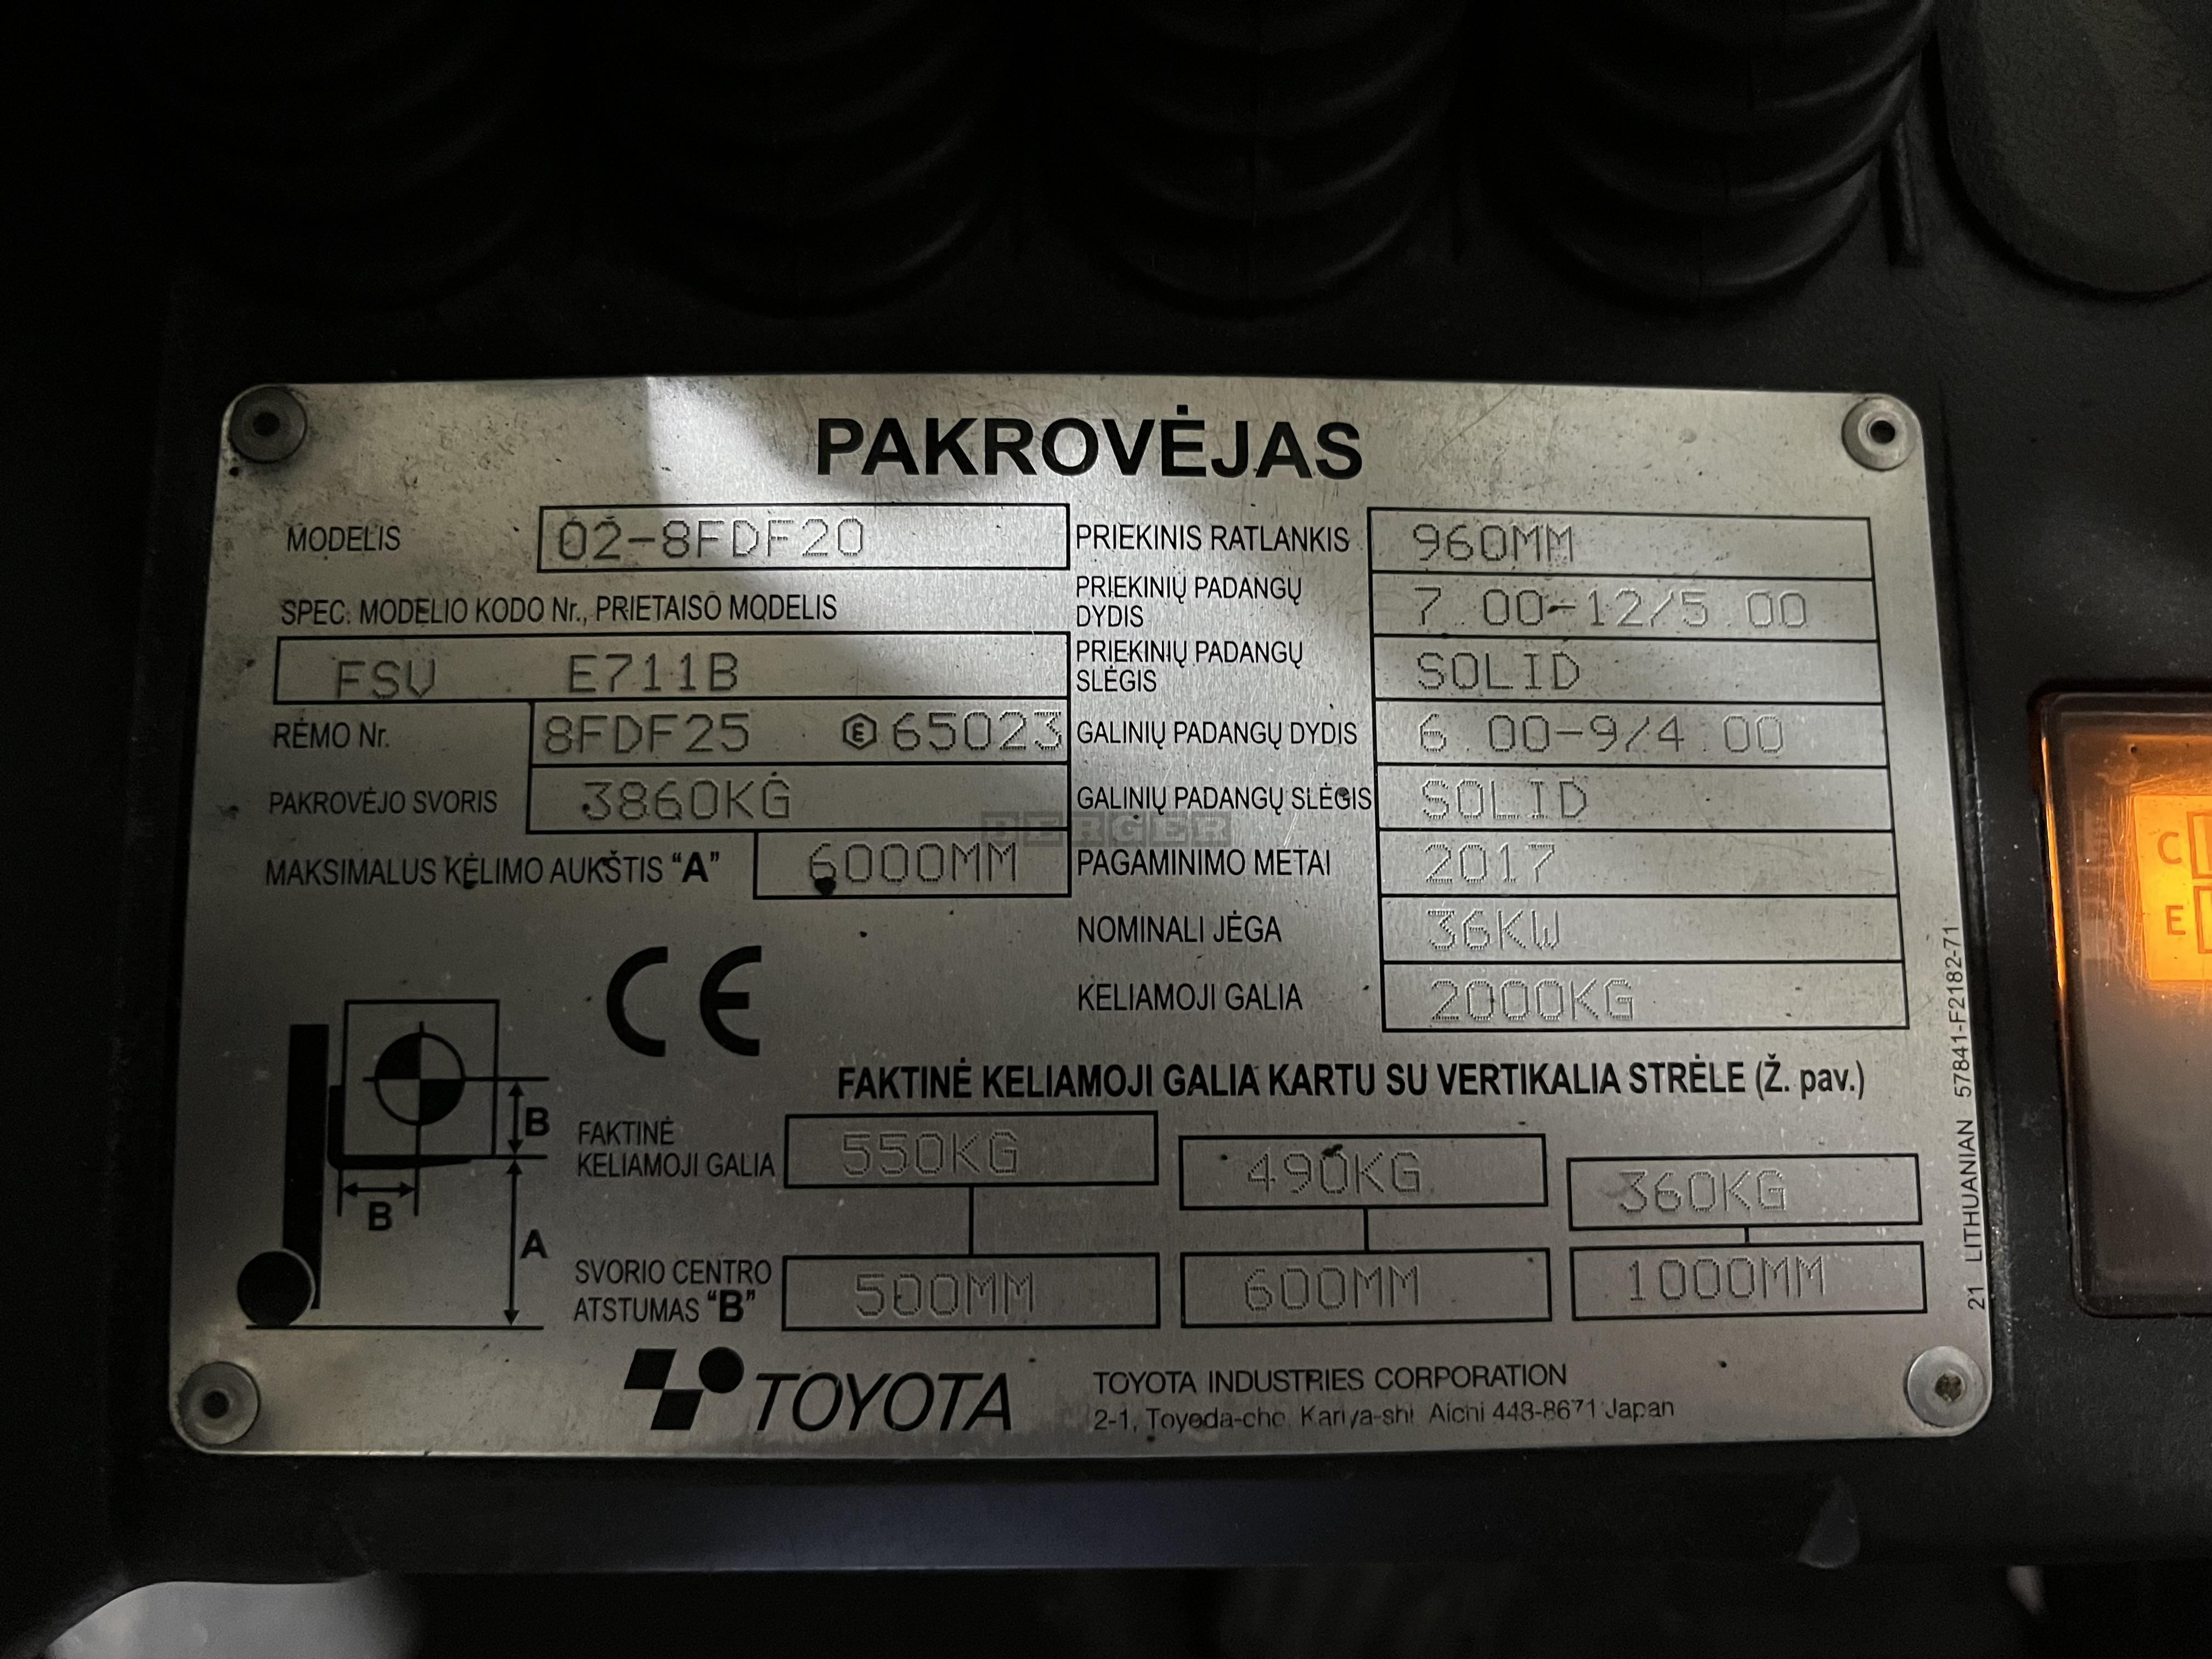 PAKROVĖJAS
MODELIS 02-8FDF20
SPEC. MODELIO KODO Nr., PRIETAISO MODELIS
FSV E711B
RĖMO Nr. 8FDF25 E 65023
PAKROVĖJO SVORIS 3860KG
MAKSIMALUS KĖLIMO AUKŠTIS "A" 6000MM
PRIEKINIS RATLANKIS 960MM
PRIEKINIŲ PADANGŲ
DYDIS 7.00-12/5.00
PRIEKINIŲ PADANGŲ
SLĖGIS SOLID
GALINIŲ PADANGŲ DYDIS 6.00-9/4.00
GALINIŲ PADANGŲ SLĖGIS SOLID
PAGAMINIMO METAI 2017
NOMINALI JĖGA 36KW
KELIAMOJI GALIA 2000KG
BERGER
CE
FAKTINĖ KELIAMOJI GALIA KARTU SU VERTIKALIA STRĖLE (Ž. pav.)
B
B
A
FAKTINĖ
KELIAMOJI GALIA 550KG 490KG 360KG
SVORIO CENTRO
ATSTUMAS "B" 500MM 600MM 1000MM
TOYOTA
TOYOTA INDUSTRIES CORPORATION
2-1, Toyoda-cho, Kariya-shi, Aichi 448-8671 Japan
21 LITHUANIAN 57841-F2182-71
C
E